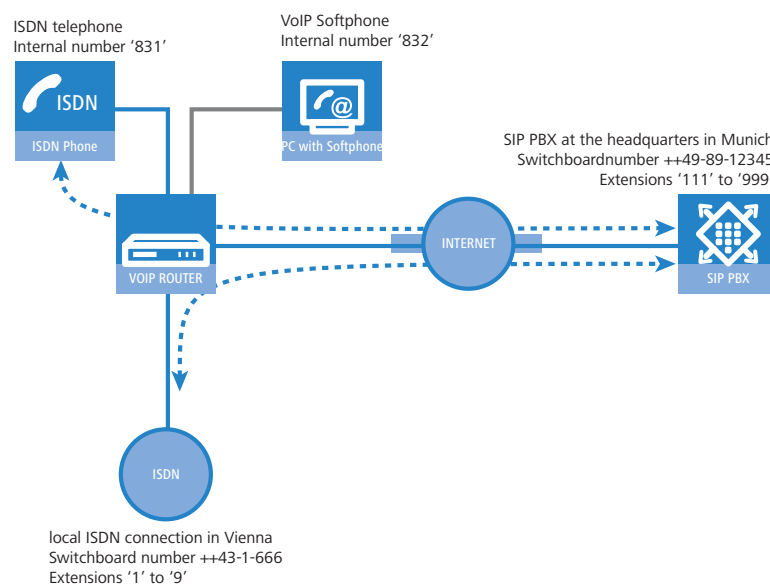 ISDN telephone
Internal number ‘831’
VoIP Softphone
Internal number ‘832’
ISDN
ISDN Phone
@
PC with Softphone
SIP PBX at the headquarters in Munich
Switchboardnumber ++49-89-12345
Extensions ‘111’ to ‘999
INTERNET
VOIP ROUTER
SIP PBX
ISDN
local ISDN connection in Vienna
Switchboard number ++43-1-666
Extensions ‘1’ to ‘9’